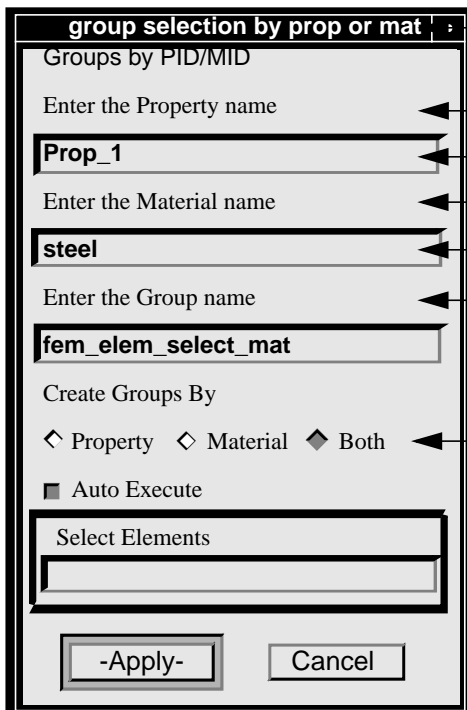 group selection by prop or mat
Groups by PID/MID
Enter the Property name
Prop_1
Enter the Material name
steel
Enter the Group name
fem_elem_select_mat
Create Groups By
Property Material Both
Auto Execute
Select Elements
-Apply- Cancel